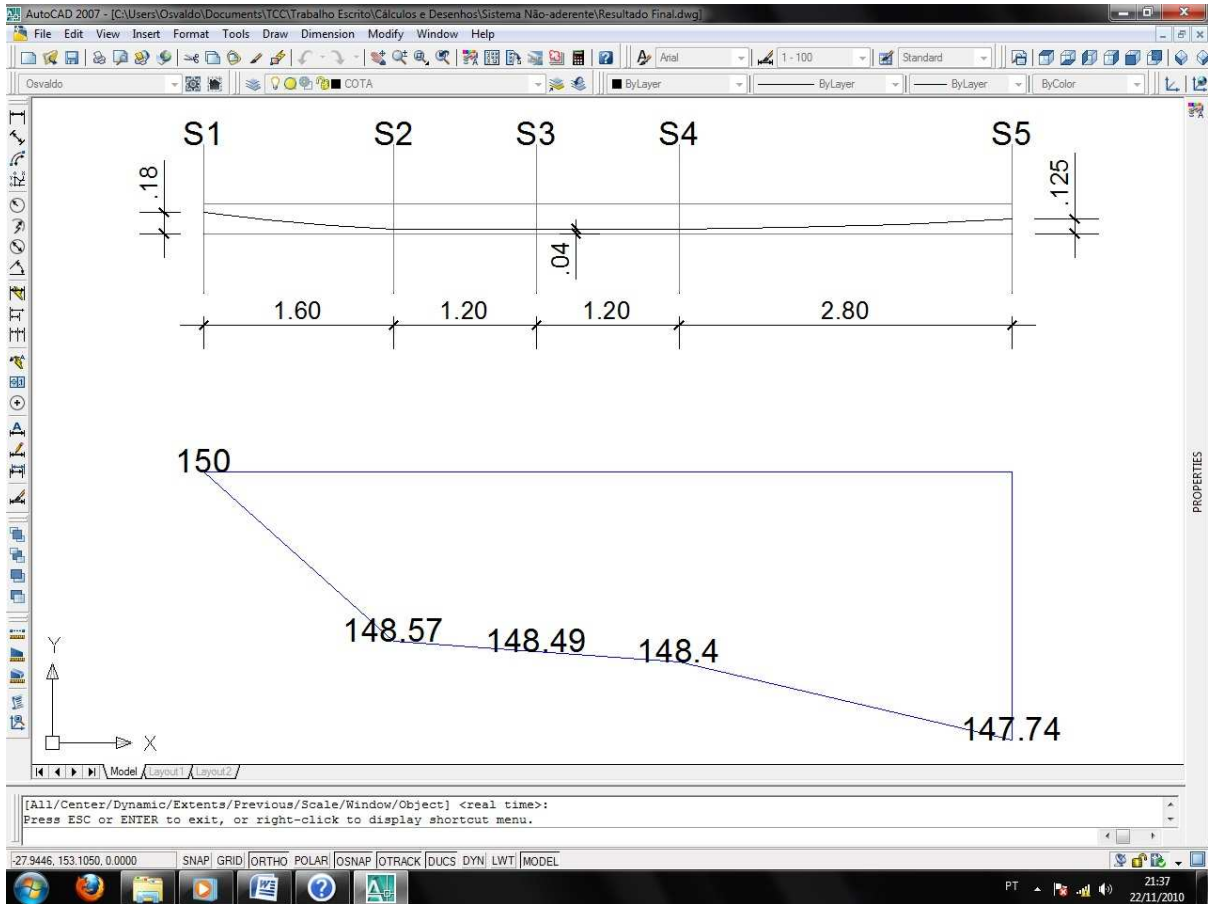 AutoCAD 2007 - [C:\Users\Osvaldo\Documents\TCC\Trabalho Escrito\Cálculos e Desenhos\Sistema Não-aderente\Resultado Final.dwg]
File Edit View Insert Format Tools Draw Dimension Modify Window Help
Arial 1 - 100 Standard
Osvaldo COTA ByLayer ByLayer ByLayer ByColor
S1 S2 S3 S4 S5
.18 .125
.04
1.60 1.20 1.20 2.80
150
148.57 148.49 148.4
147.74
PROPERTIES
Y
X
Model Layout1 Layout2
[All/Center/Dynamic/Extents/Previous/Scale/Window/Object] <real time>:
Press ESC or ENTER to exit, or right-click to display shortcut menu.
-27.9446, 153.1050, 0.0000 SNAP GRID ORTHO POLAR OSNAP OTRACK DUCS DYN LWT MODEL
PT 21:37
22/11/2010